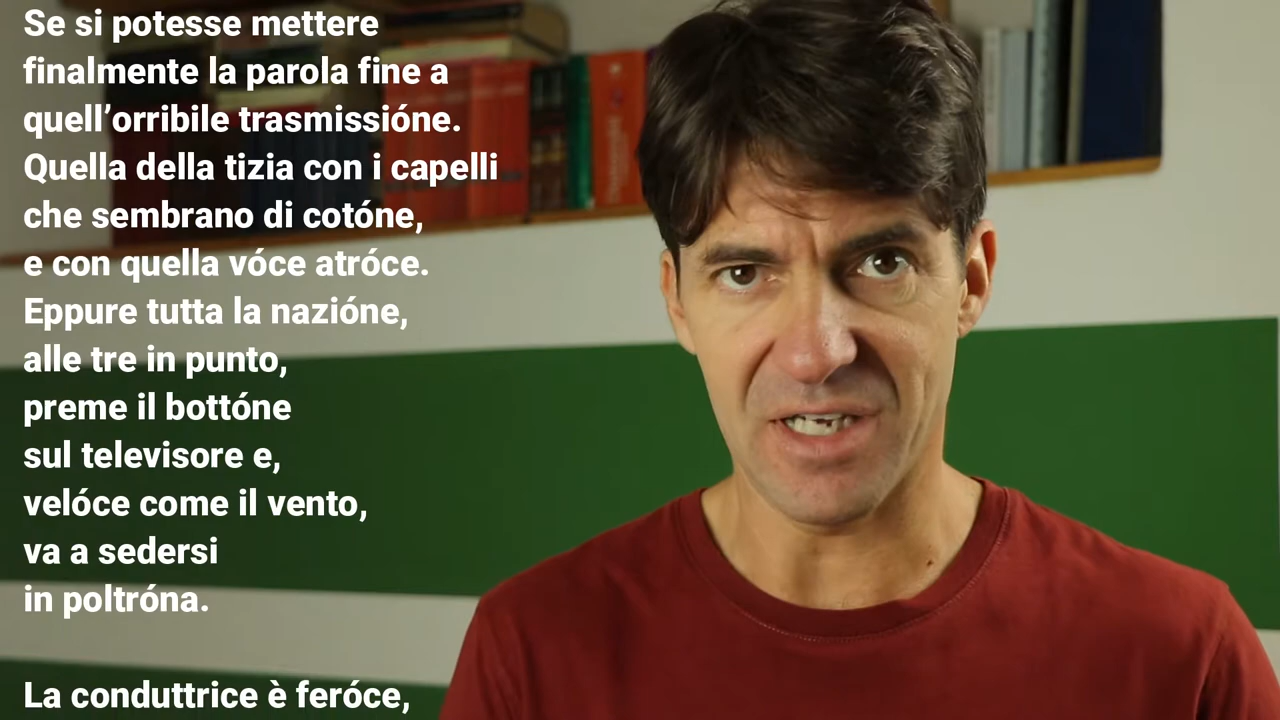 Se si potesse mettere
finalmente la parola fine a
quell’orribile trasmissióne.
Quella della tizia con i capelli
che sembrano di cotóne,
e con quella vóce atróce.
Eppure tutta la nazióne,
alle tre in punto,
preme il bottóne
sul televisore e,
velóce come il vento,
va a sedersi
in poltróna.
La conduttrice è feróce,